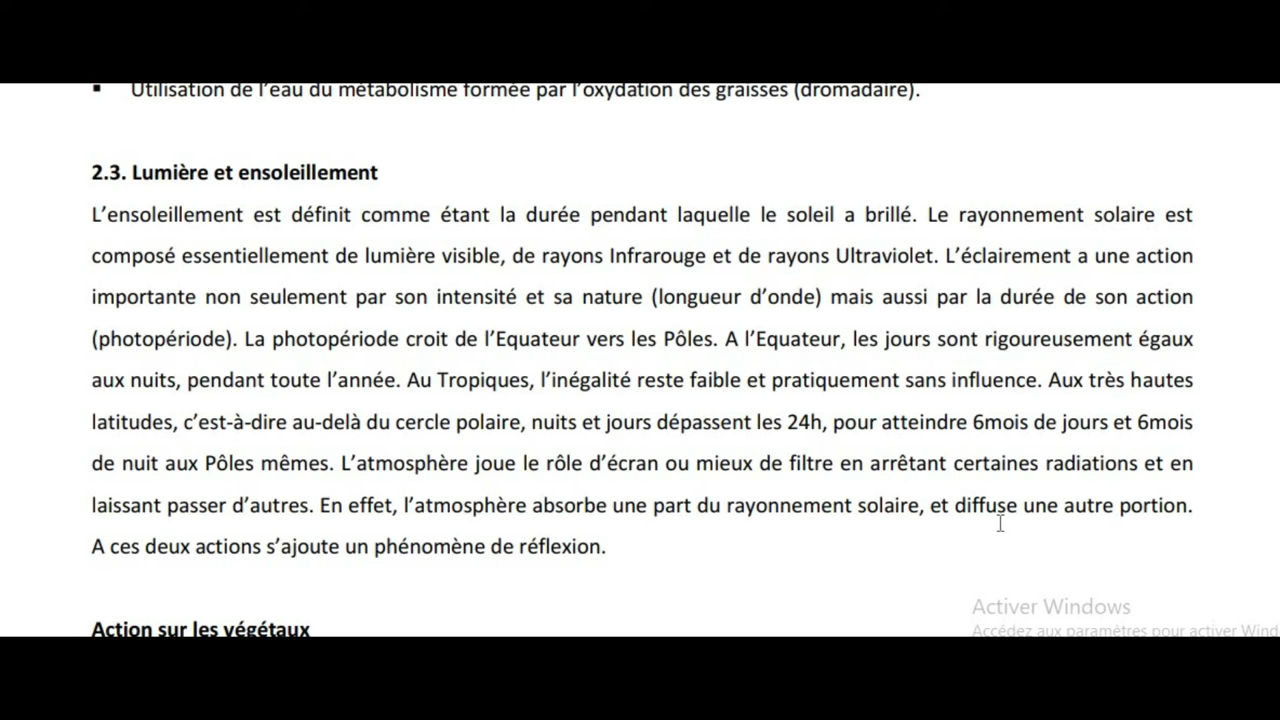 ▪ Utilisation de l’eau du métabolisme formée par l’oxydation des graisses (dromadaire).
2.3. Lumière et ensoleillement
L’ensoleillement est définit comme étant la durée pendant laquelle le soleil a brillé. Le rayonnement solaire est
composé essentiellement de lumière visible, de rayons Infrarouge et de rayons Ultraviolet. L’éclairement a une action
importante non seulement par son intensité et sa nature (longueur d’onde) mais aussi par la durée de son action
(photopériode). La photopériode croit de l’Equateur vers les Pôles. A l’Equateur, les jours sont rigoureusement égaux
aux nuits, pendant toute l’année. Au Tropiques, l’inégalité reste faible et pratiquement sans influence. Aux très hautes
latitudes, c’est-à-dire au-delà du cercle polaire, nuits et jours dépassent les 24h, pour atteindre 6mois de jours et 6mois
de nuit aux Pôles mêmes. L’atmosphère joue le rôle d’écran ou mieux de filtre en arrêtant certaines radiations et en
laissant passer d’autres. En effet, l’atmosphère absorbe une part du rayonnement solaire, et diffuse une autre portion.
A ces deux actions s’ajoute un phénomène de réflexion.
Action sur les végétaux
Activer Windows
Accédez aux paramètres pour activer Wind